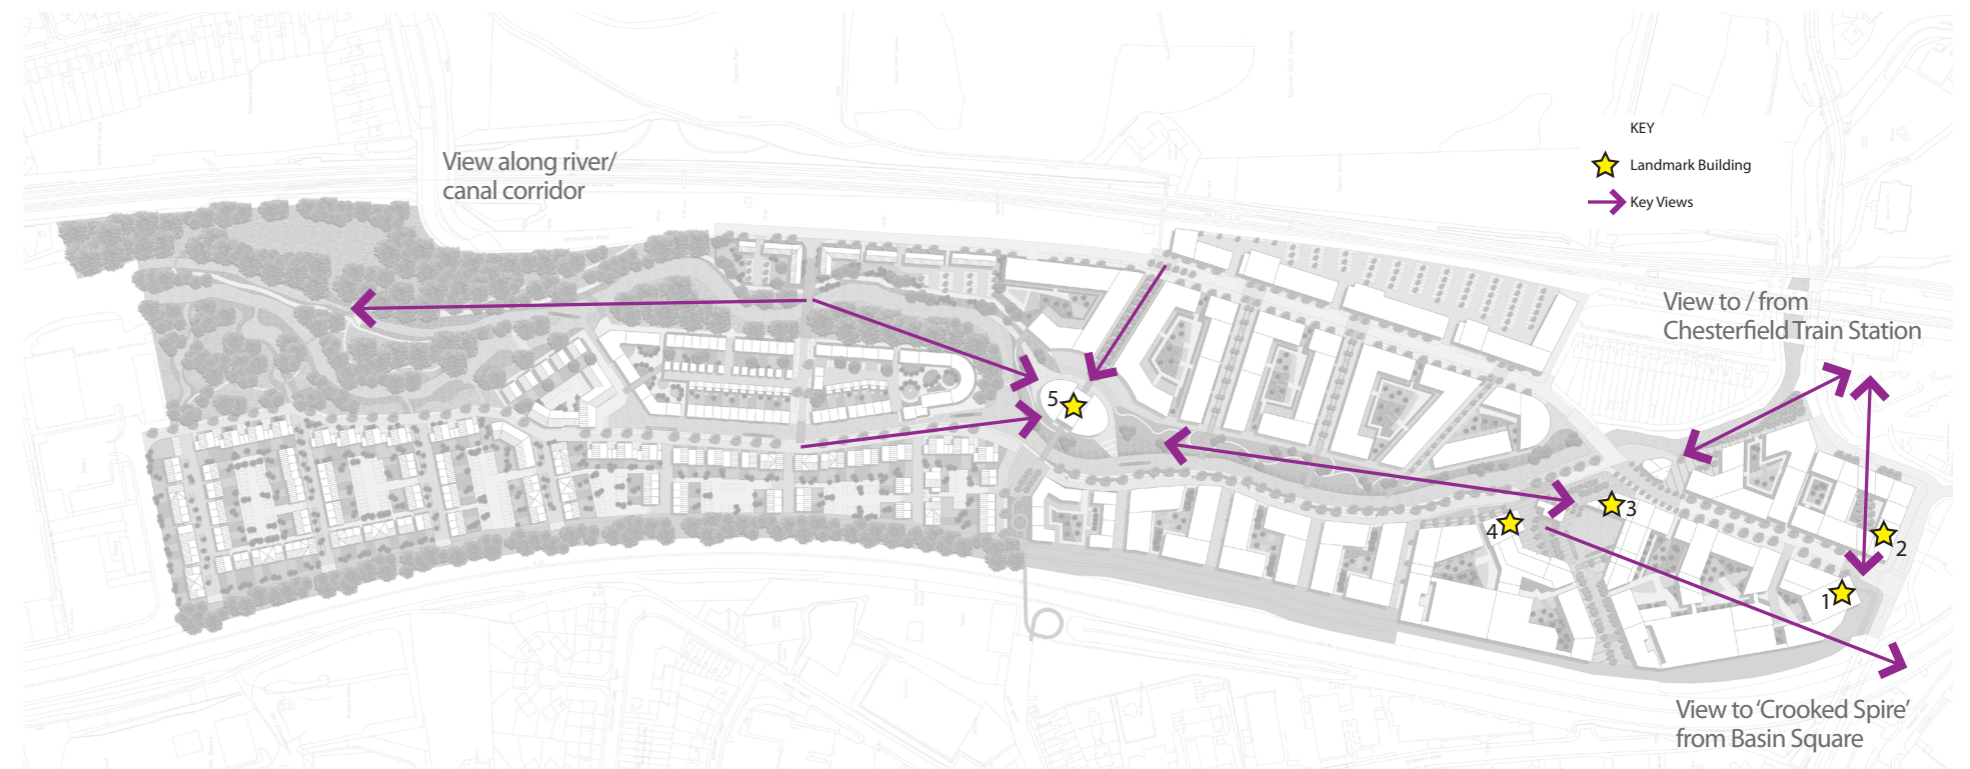 View along river/
canal corridor
KEY
Landmark Building
Key Views
View to / from
Chesterfield Train Station
5
3
4
2
1
View to ‘Crooked Spire’
from Basin Square